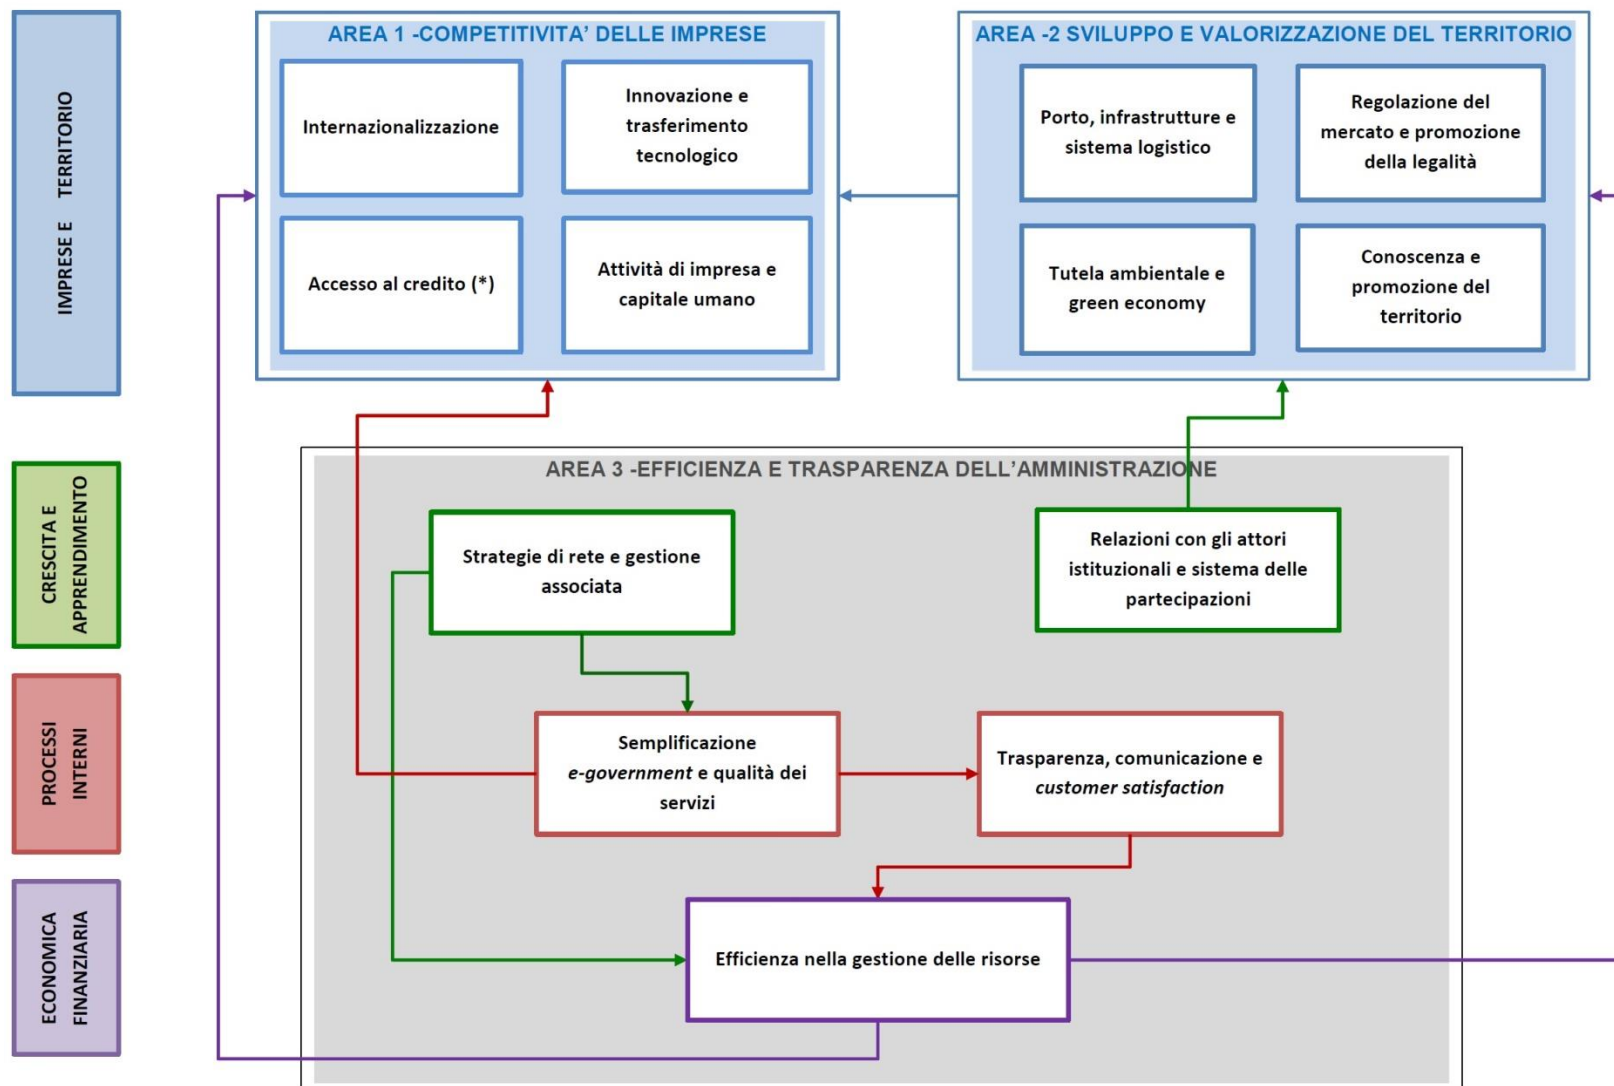 IMPRESE E TERRITORIO
AREA 1 -COMPETITIVITA’ DELLE IMPRESE
Internazionalizzazione
Innovazione e
trasferimento
tecnologico
Accesso al credito (*)
Attività di impresa e
capitale umano
AREA -2 SVILUPPO E VALORIZZAZIONE DEL TERRITORIO
Porto, infrastrutture e
sistema logistico
Regolazione del
mercato e promozione
della legalità
Tutela ambientale e
green economy
Conoscenza e
promozione del
territorio
CRESCITA E
APPRENDIMENTO
AREA 3 -EFFICIENZA E TRASPARENZA DELL’AMMINISTRAZIONE
Strategie di rete e gestione
associata
Relazioni con gli attori
istituzionali e sistema delle
partecipazioni
PROCESSI
INTERNI
Semplificazione
e-government e qualità dei
servizi
Trasparenza, comunicazione e
customer satisfaction
ECONOMICA
FINANZIARIA
Efficienza nella gestione delle risorse